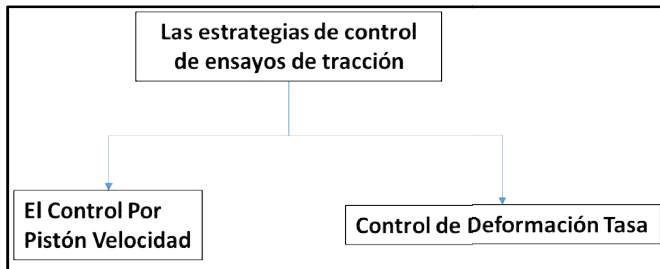 Las estrategias de control
de ensayos de tracción
El Control Por
Pistón Velocidad
Control de Deformación Tasa